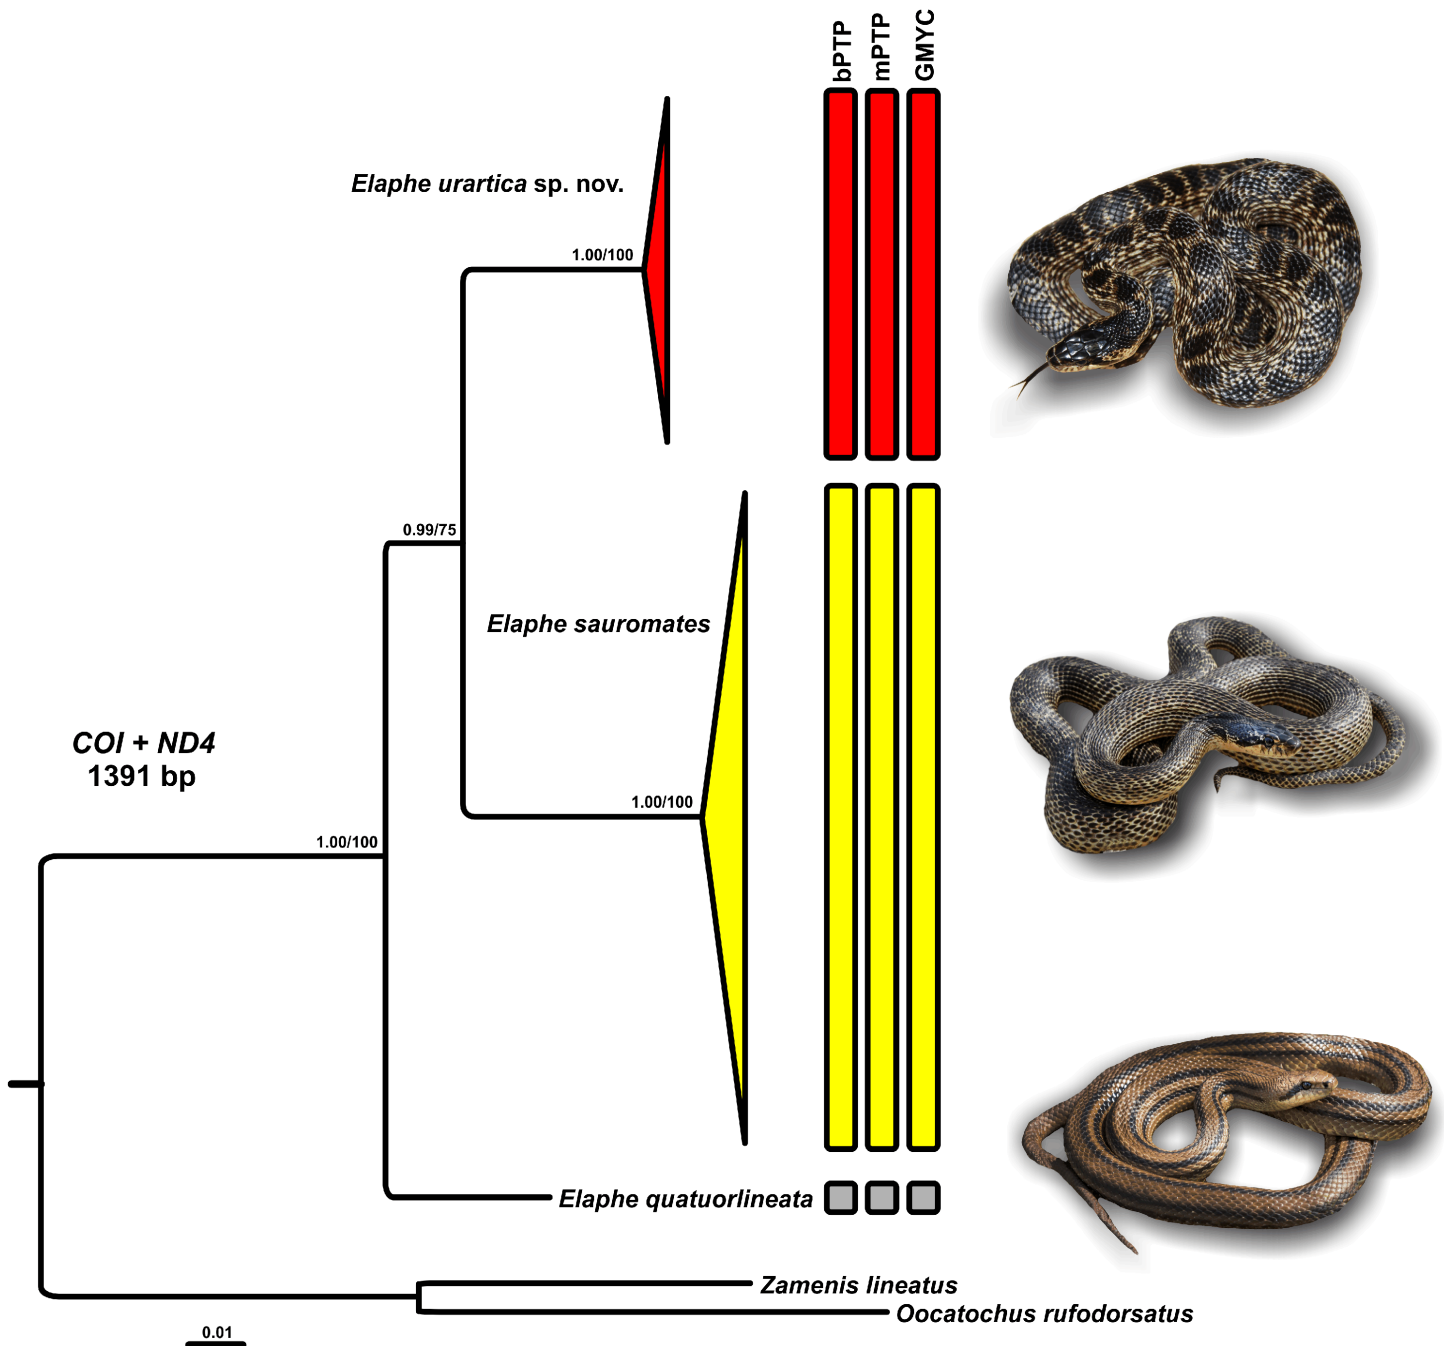 bPTP
mPTP
GMYC
Elaphe urartica sp. nov.
1.00/100
0.99/75
Elaphe sauromates
COI + ND4
1391 bp
1.00/100
1.00/100
Elaphe quatuorlineata
Zamenis lineatus
Oocatochus rufodorsatus
0.01